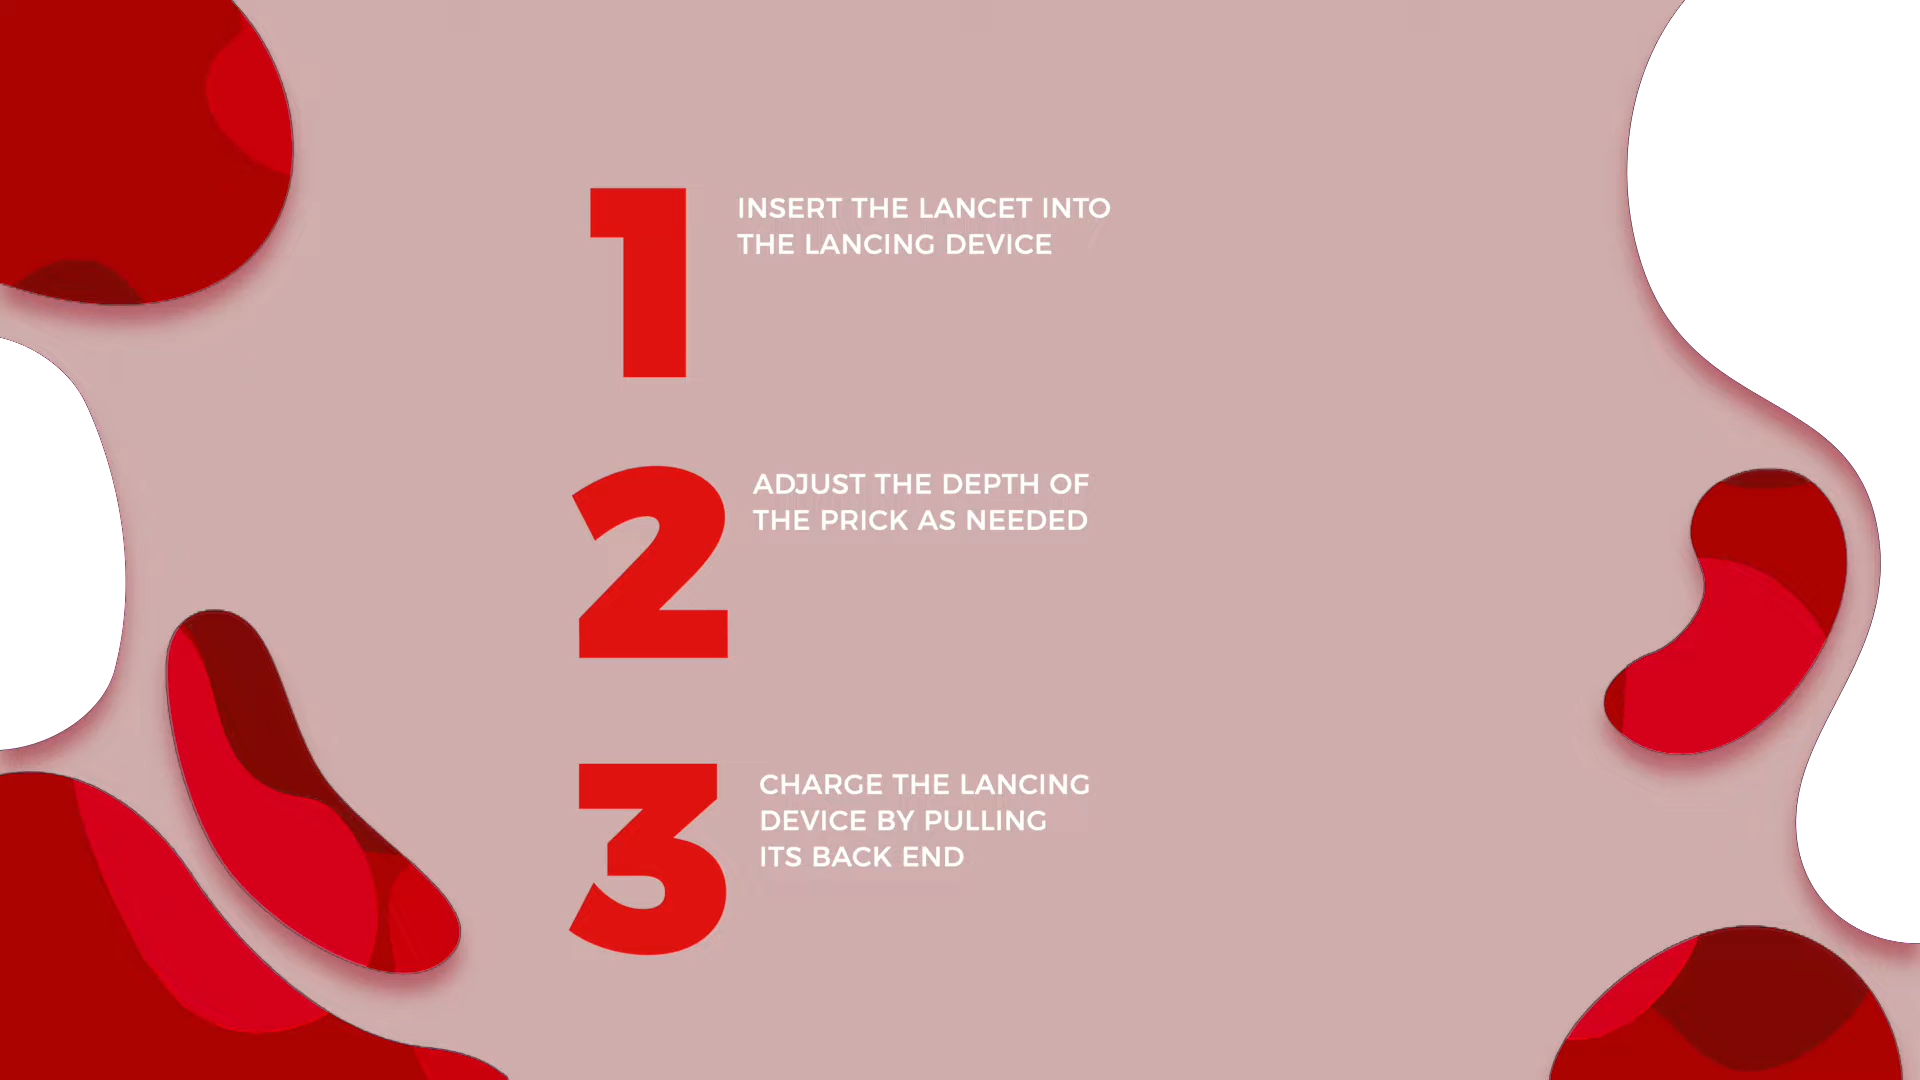 1
INSERT THE LANCET INTO
THE LANCING DEVICE
2
ADJUST THE DEPTH OF
THE PRICK AS NEEDED
3
CHARGE THE LANCING
DEVICE BY PULLING
ITS BACK END